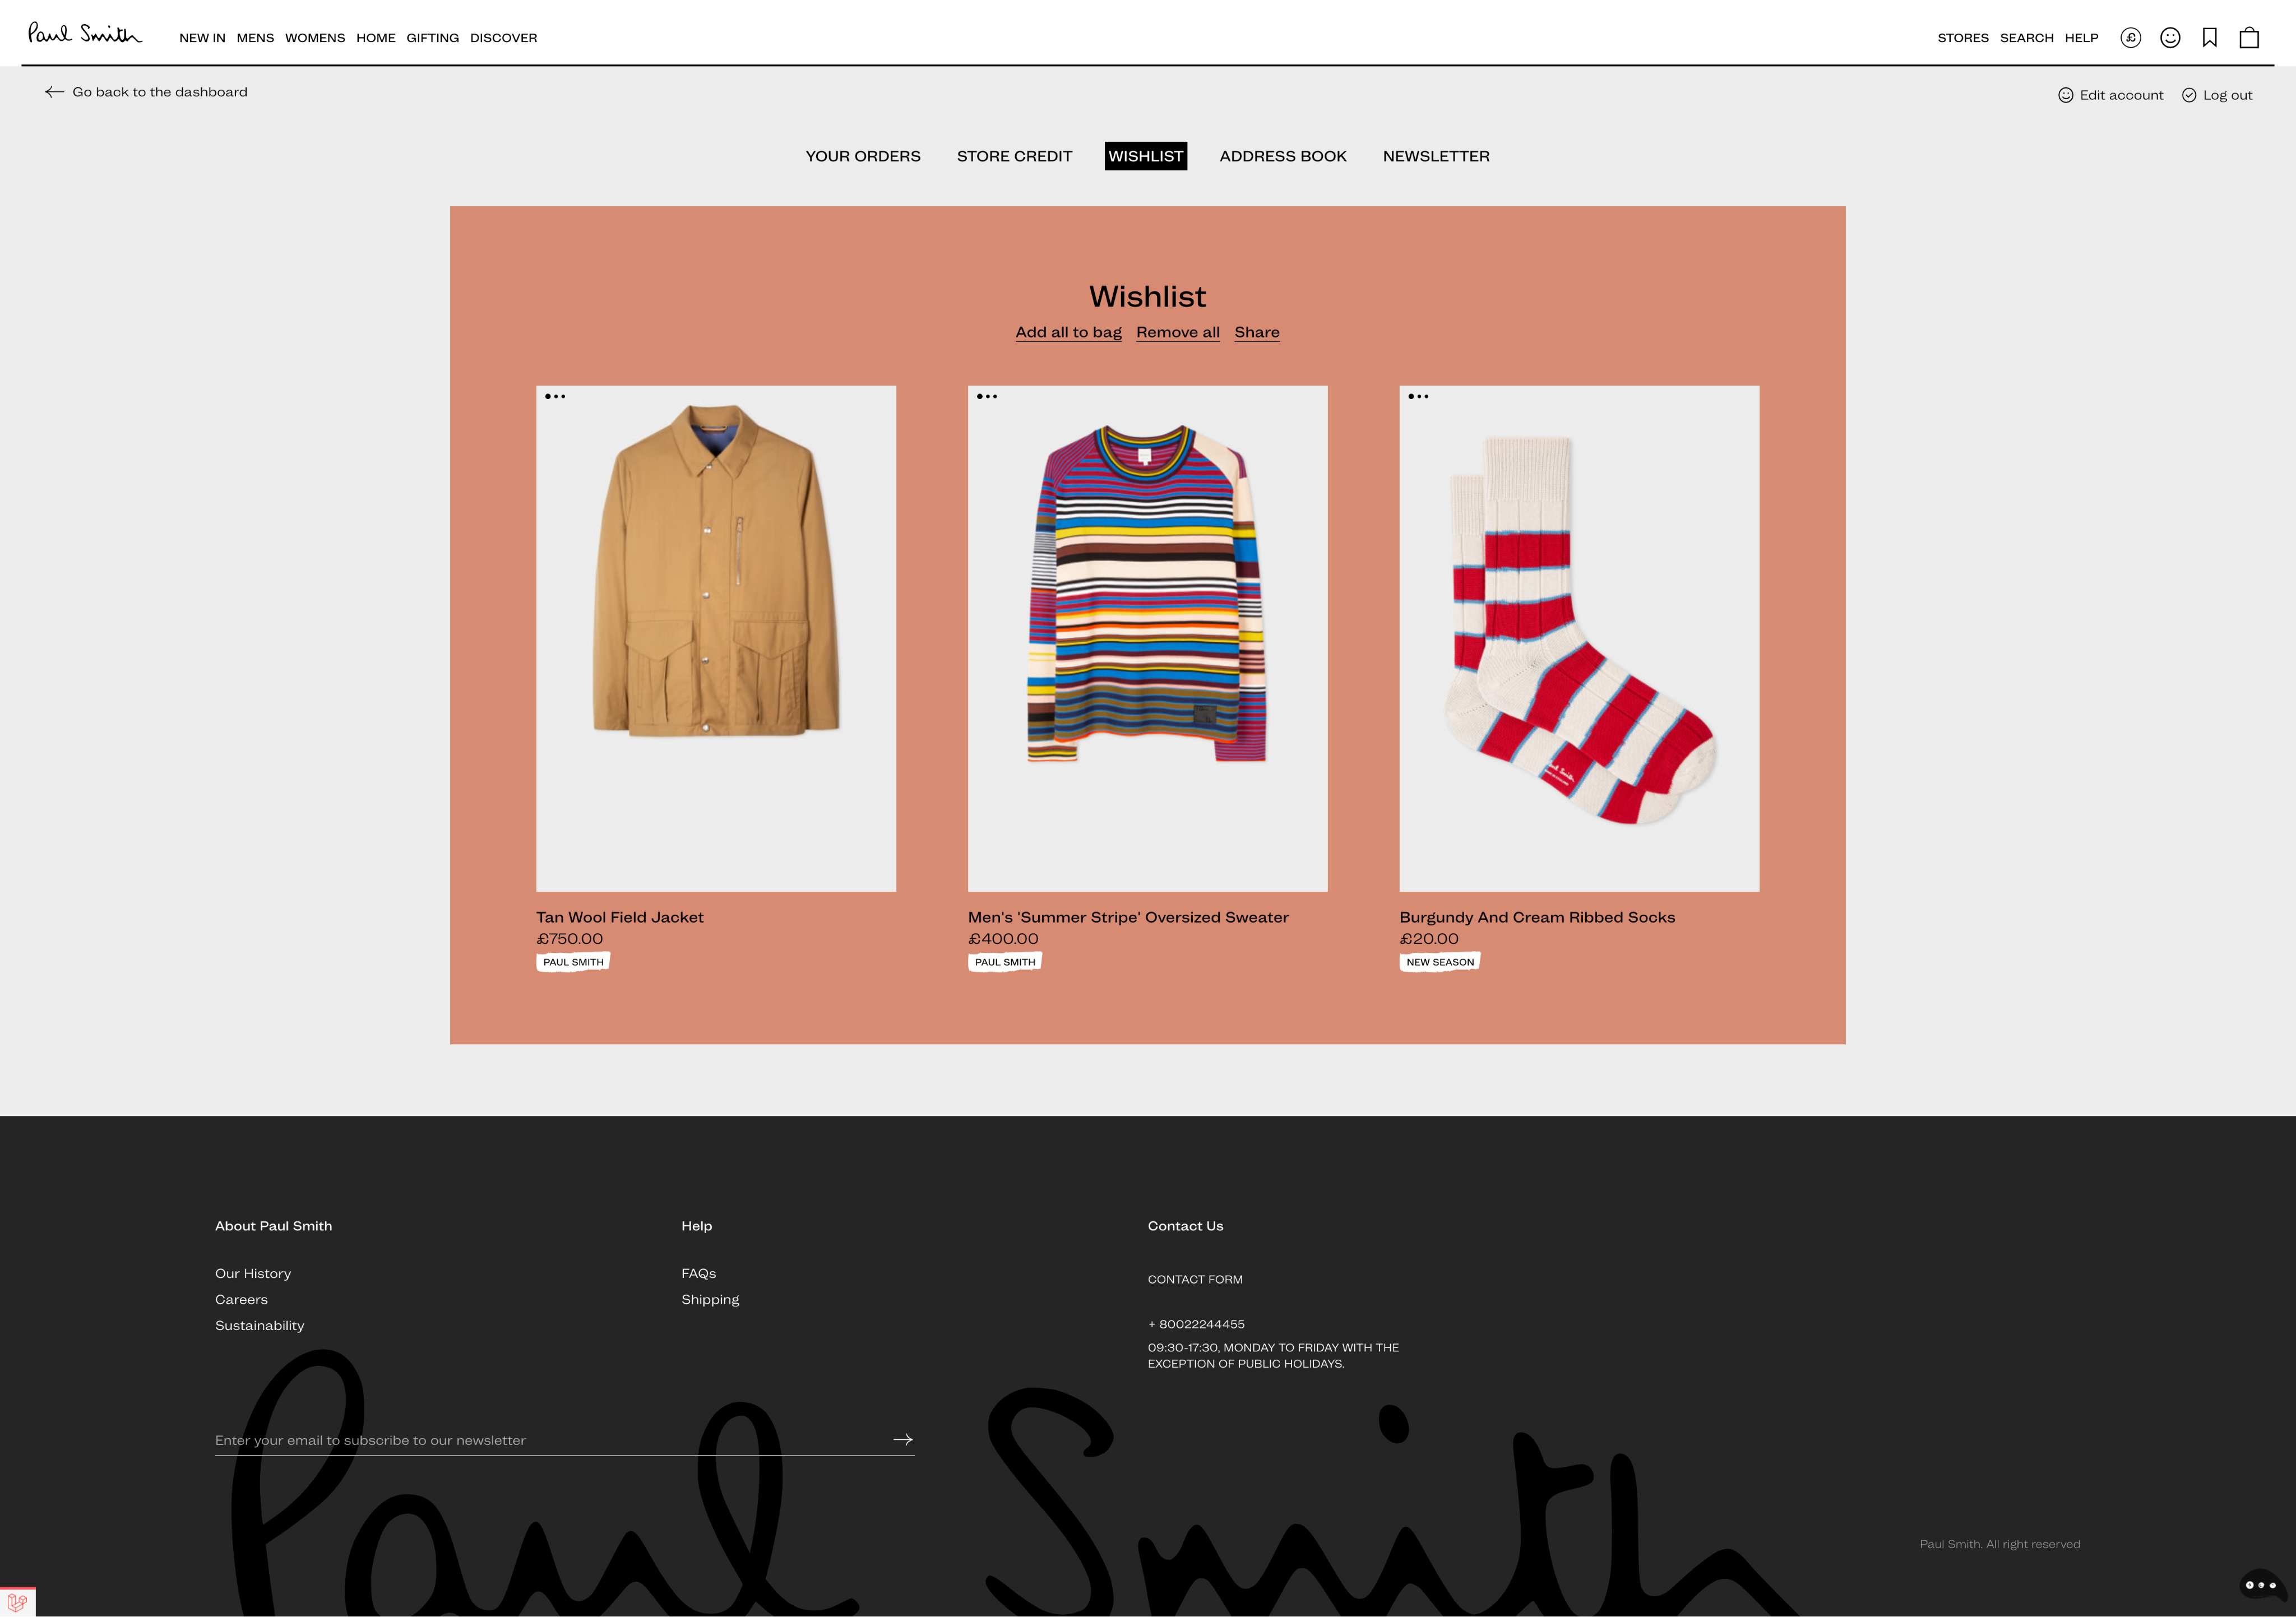 Paul Smith
NEW IN MENS WOMENS HOME GIFTING DISCOVER
STORES SEARCH HELP
£
Go back to the dashboard
Edit account Log out
YOUR ORDERS STORE CREDIT WISHLIST ADDRESS BOOK NEWSLETTER
Wishlist
Add all to bag Remove all Share
Paul Smith
Tan Wool Field Jacket
£750.00
PAUL SMITH
Men's 'Summer Stripe' Oversized Sweater
£400.00
PAUL SMITH
Burgundy And Cream Ribbed Socks
£20.00
NEW SEASON
About Paul Smith
Our History
Careers
Sustainability
Help
FAQs
Shipping
Contact Us
CONTACT FORM
+ 80022244455
09:30-17:30, MONDAY TO FRIDAY WITH THE
EXCEPTION OF PUBLIC HOLIDAYS.
Enter your email to subscribe to our newsletter
Paul Smith
Paul Smith. All right reserved